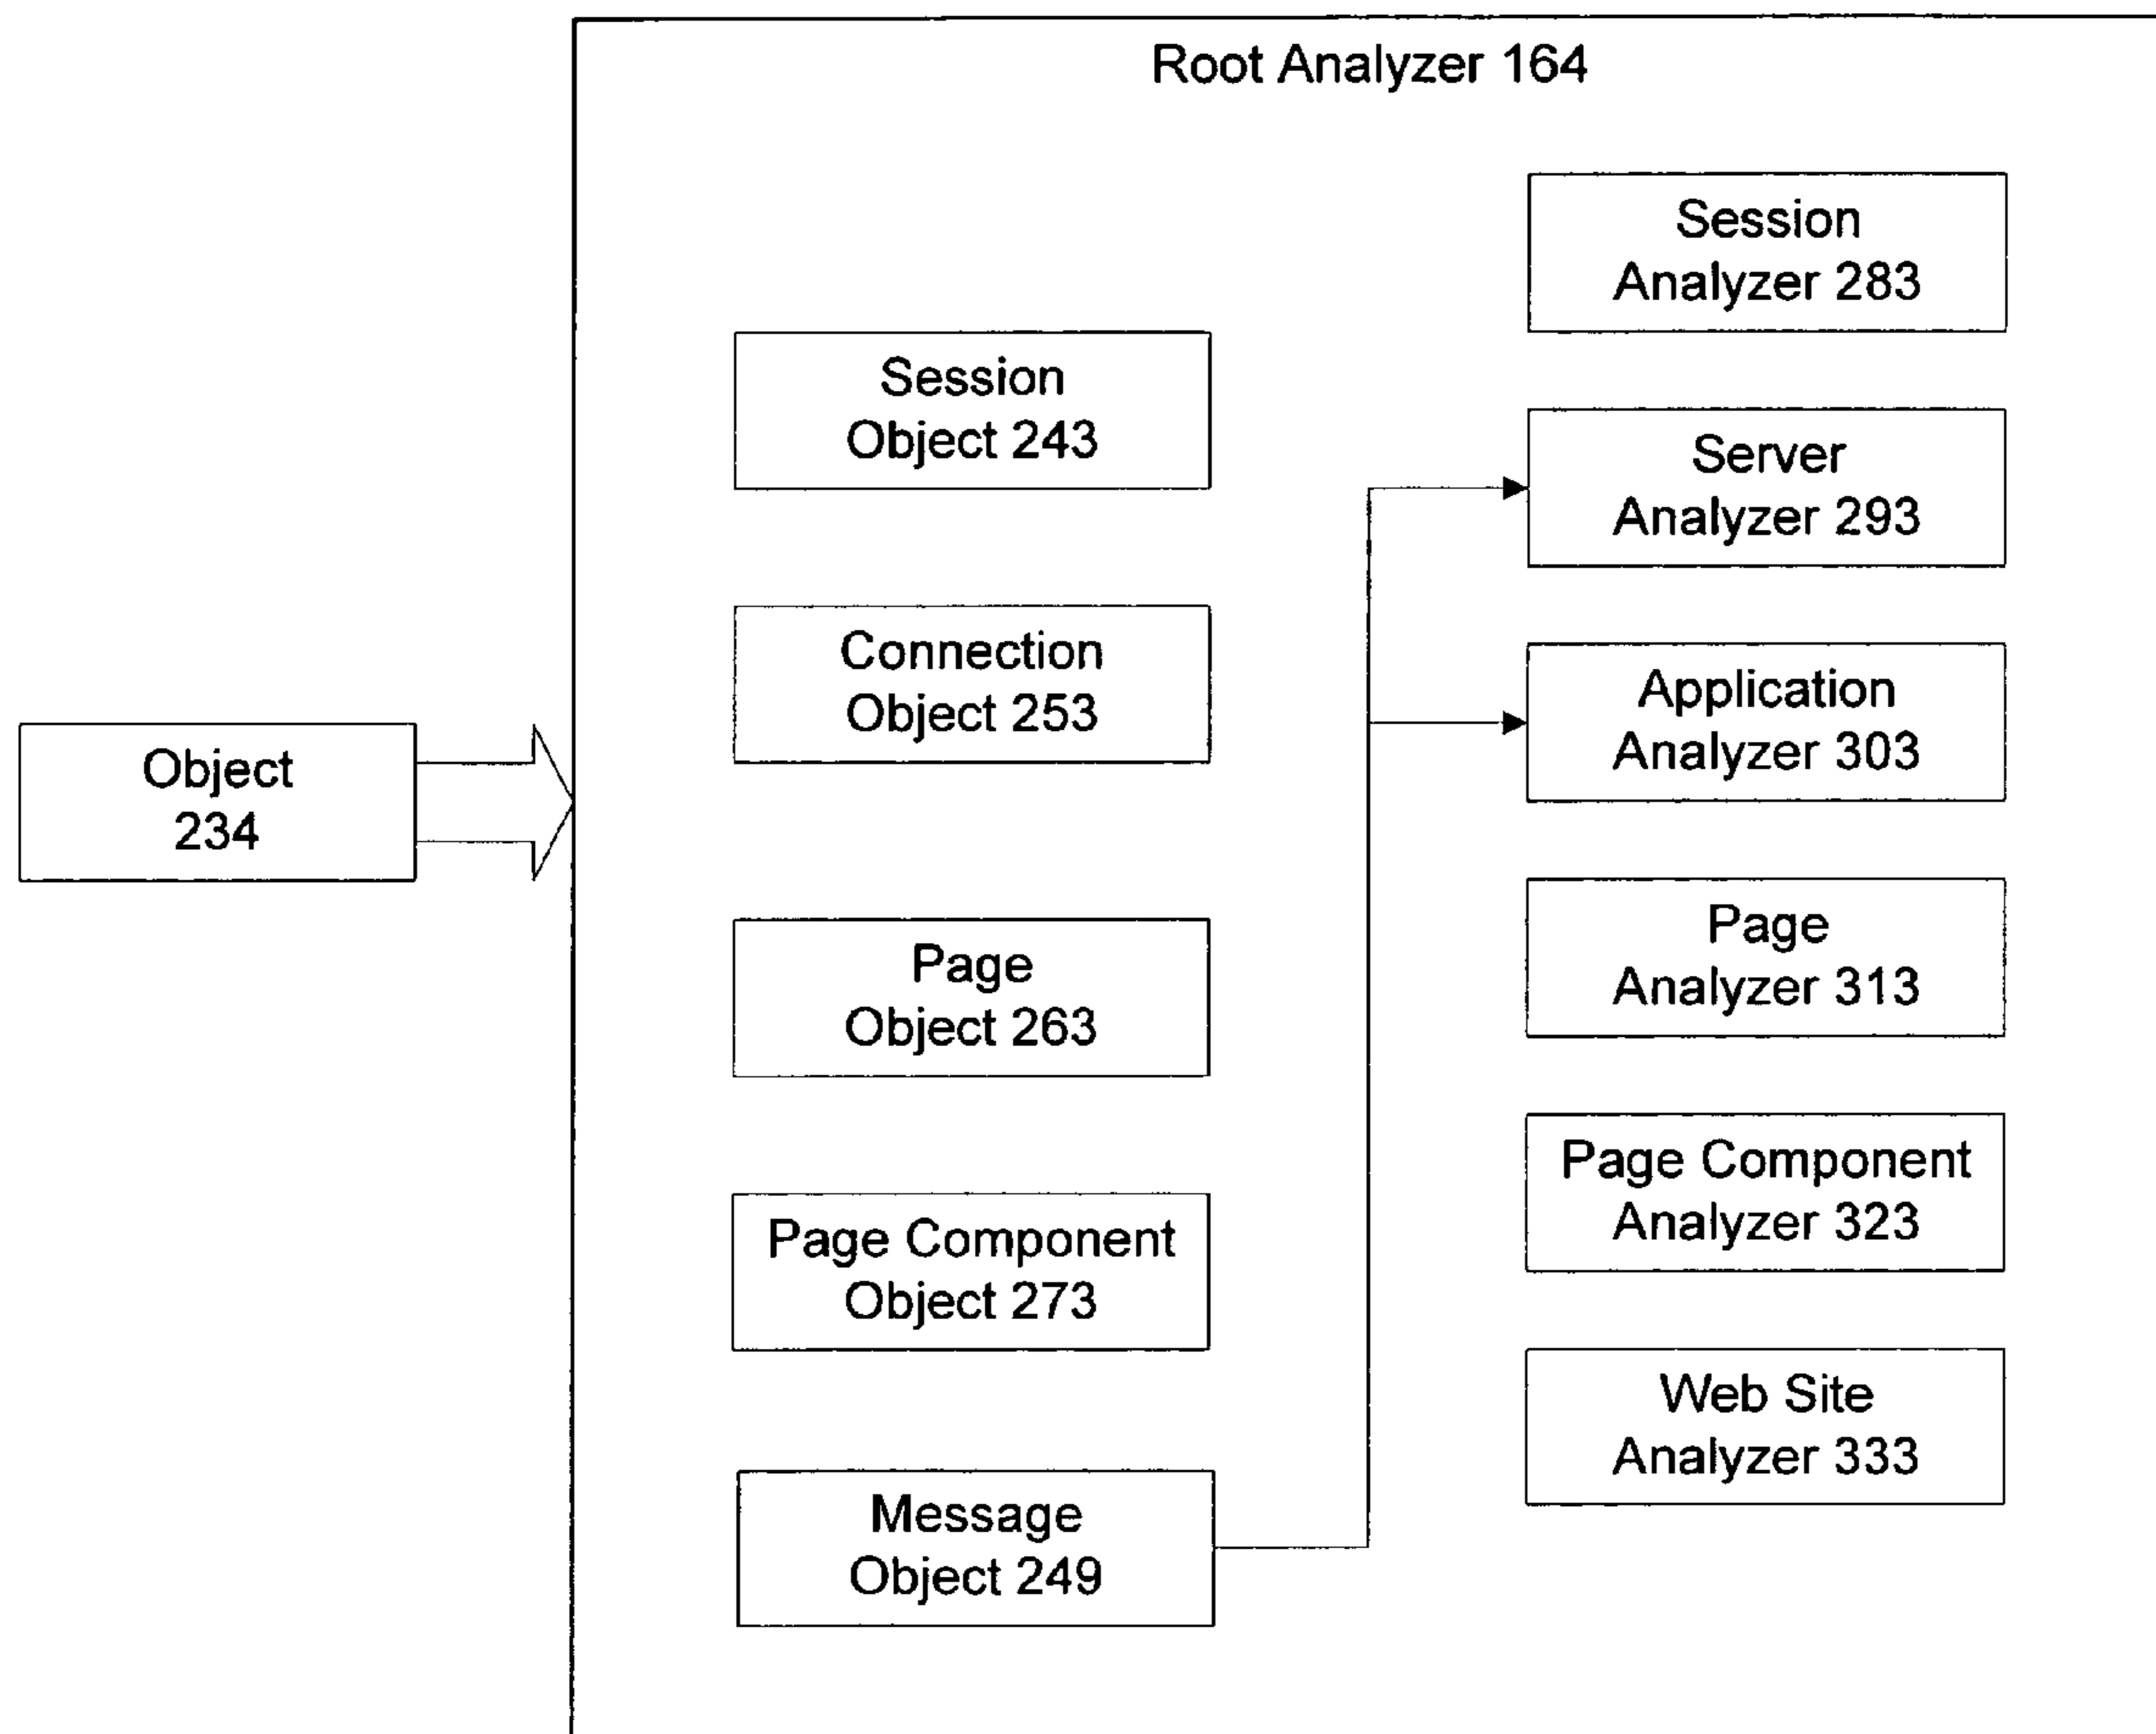 Root Analyzer 164
Object
234
Session
Object 243
Connection
Object 253
Page
Object 263
Page Component
Object 273
Message
Object 249
Session
Analyzer 283
Server
Analyzer 293
Application
Analyzer 303
Page
Analyzer 313
Page Component
Analyzer 323
Web Site
Analyzer 333